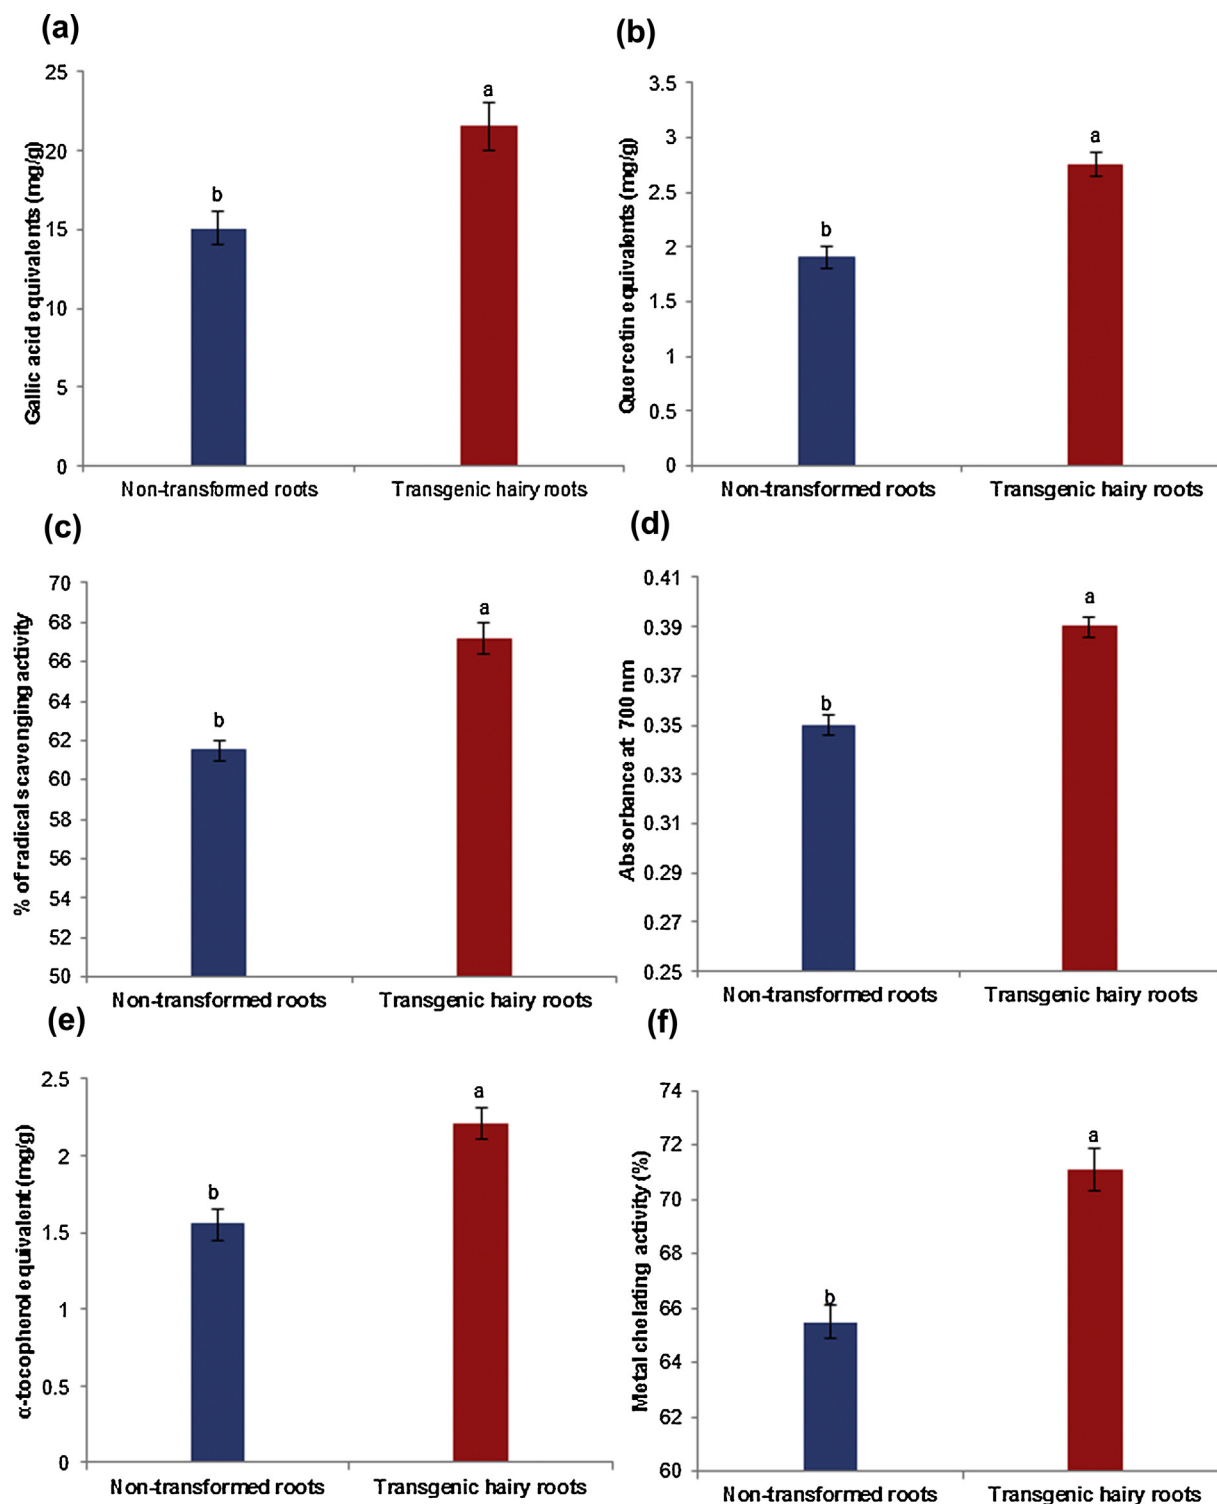 (a)
25
20
15
10
5
0
Gallic acid equivalents (mg/g)
b
a
Non-transformed roots
Transgenic hairy roots
(b)
3.5
3
2.5
2
1.5
1
0.5
0
Quercetin equivalents (mg/g)
b
a
Non-transformed roots
Transgenic hairy roots
(c)
70
68
66
64
62
60
58
56
54
52
50
% of radical scavenging activity
b
a
Non-transformed roots
Transgenic hairy roots
(d)
0.41
0.39
0.37
0.35
0.33
0.31
0.29
0.27
0.25
Absorbance at 700 nm
b
a
Non-transformed roots
Transgenic hairy roots
(e)
2.5
2
1.5
1
0.5
0
α-tocopherol equivalent (mg/g)
b
a
Non-transformed roots
Transgenic hairy roots
(f)
74
72
70
68
66
64
62
60
Metal chelating activity (%)
b
a
Non-transformed roots
Transgenic hairy roots